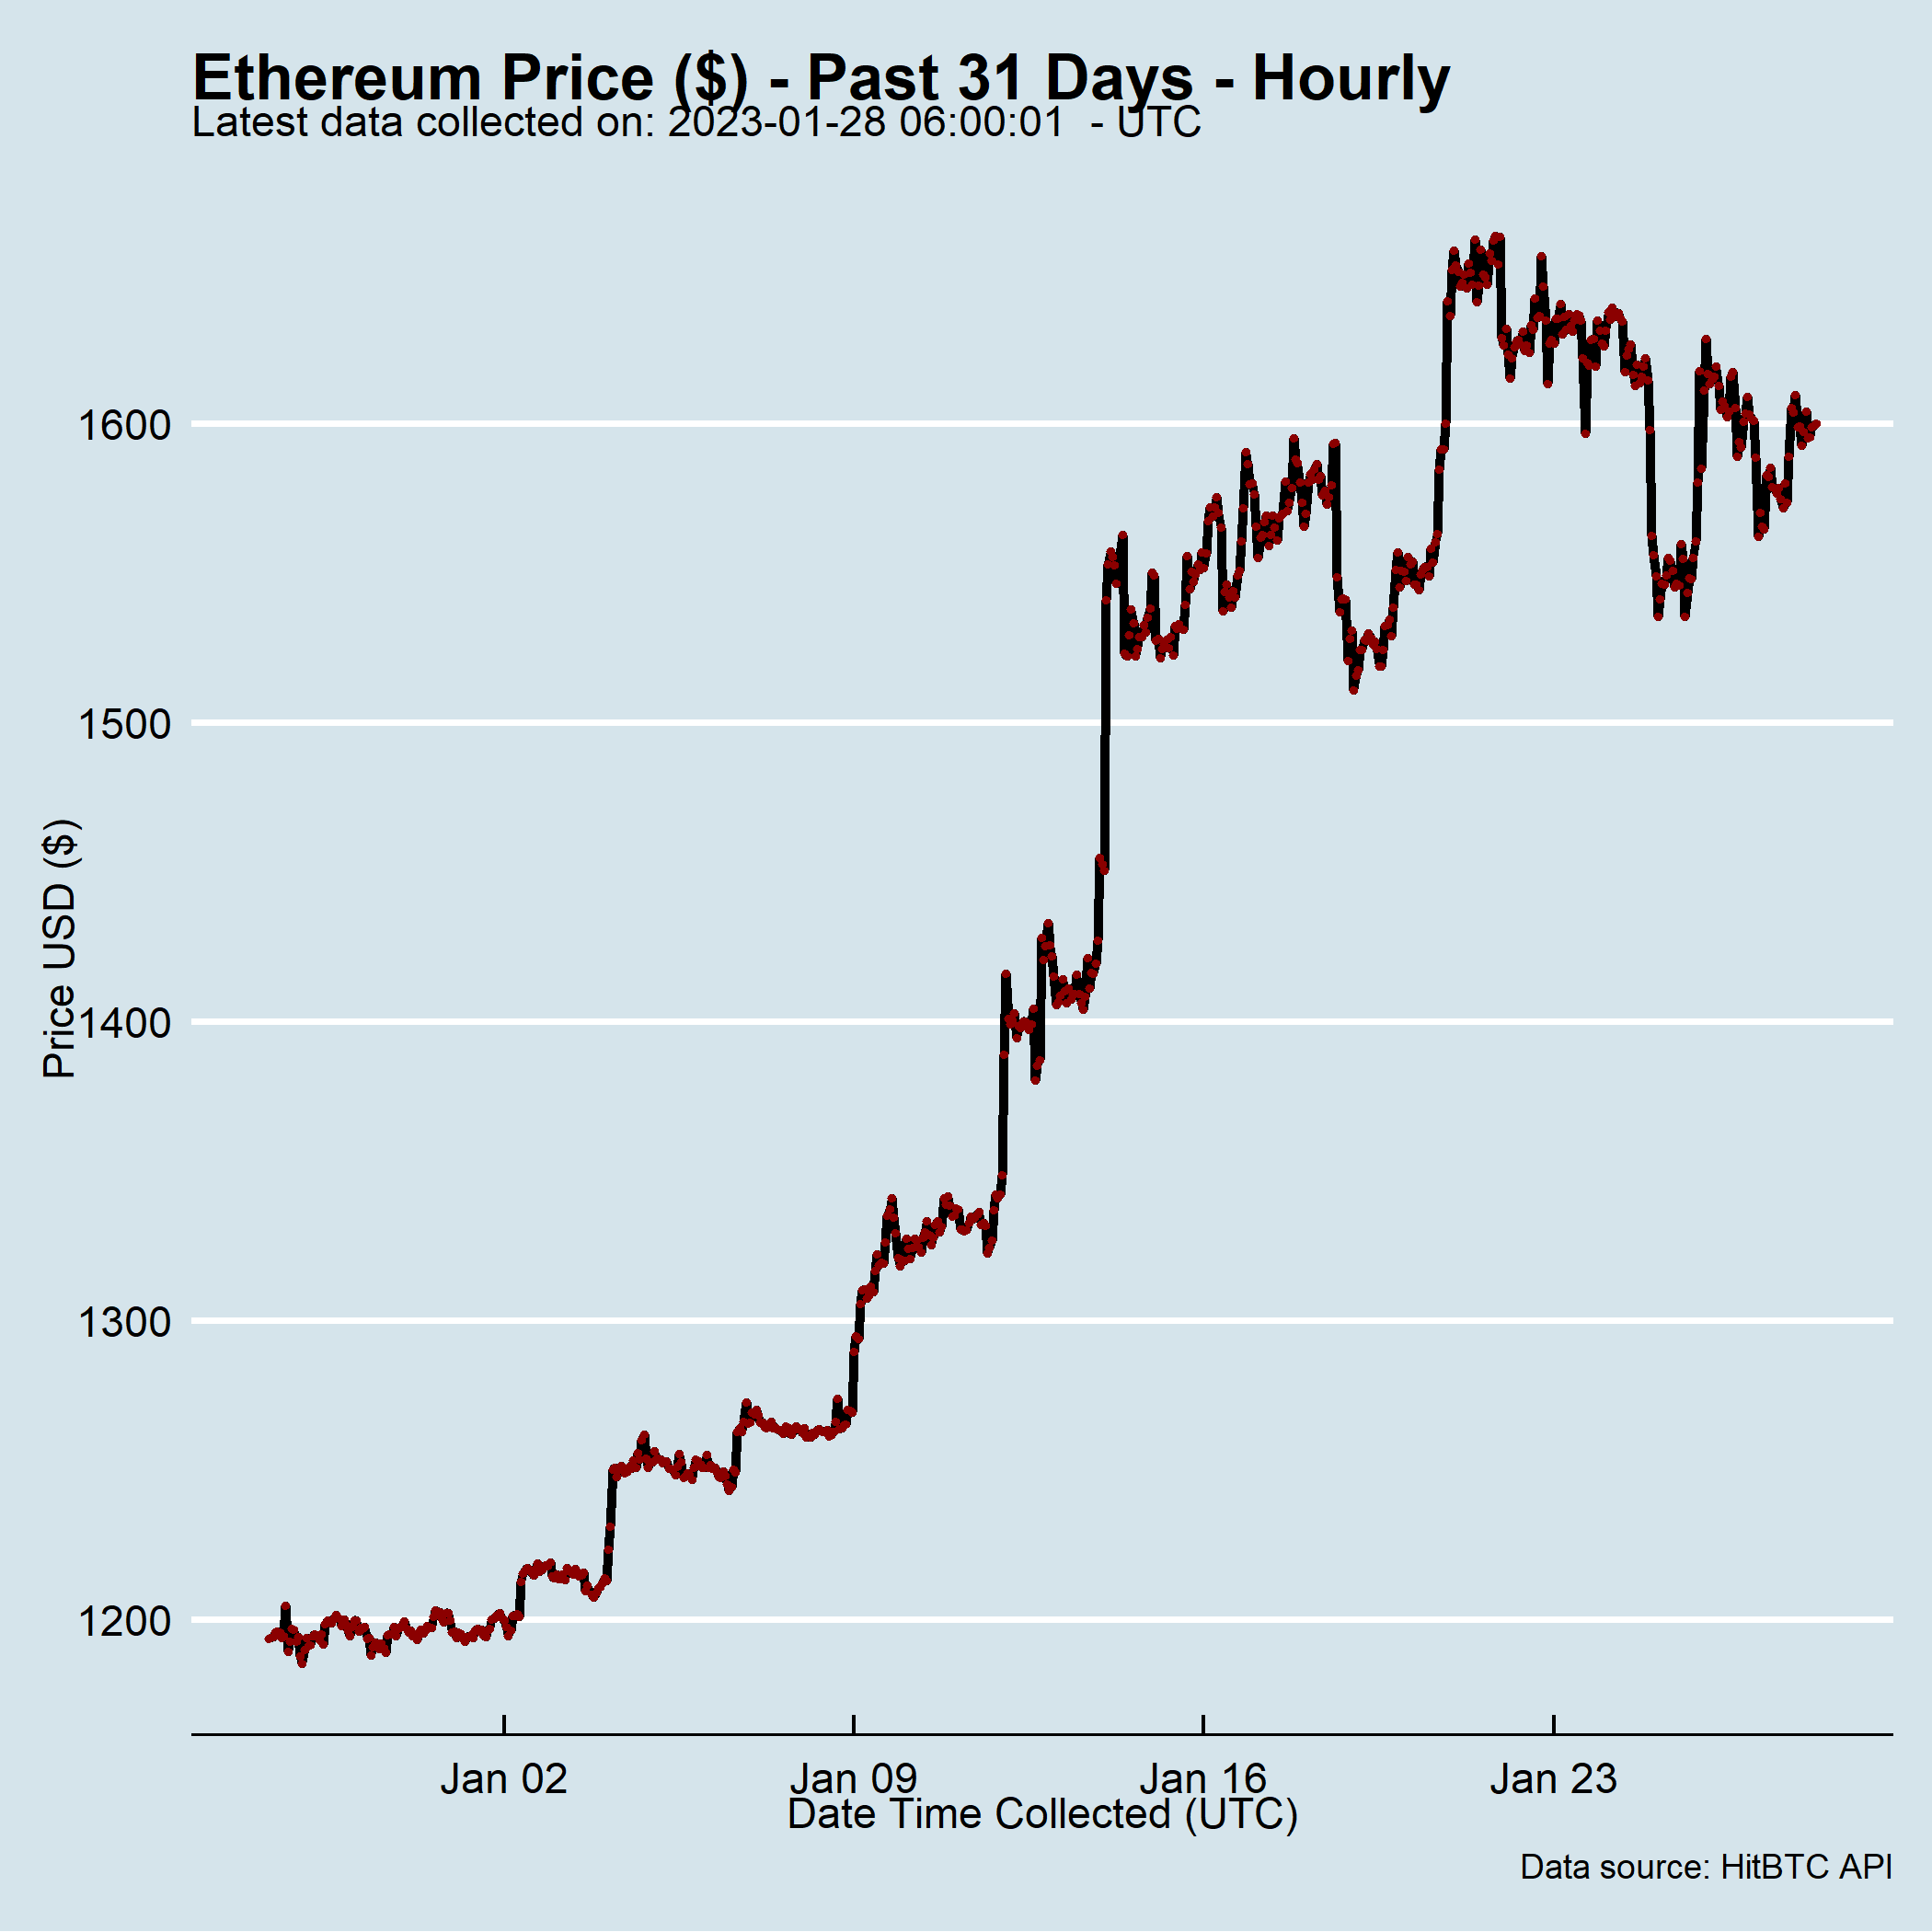 Ethereum Price ($) - Past 31 Days - Hourly
Latest data collected on: 2023-01-28 06:00:01  - UTC
Price USD ($)
1600
1500
1400
1300
1200
Jan 02 Jan 09 Jan 16 Jan 23
Date Time Collected (UTC)
Data source: HitBTC API